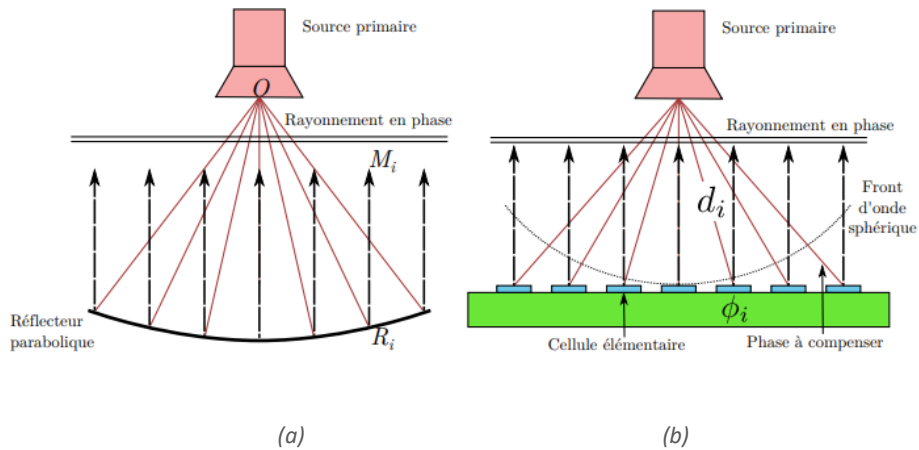 Source primaire
O
Rayonnement en phase
M_i
Réflecteur
parabolique
R_i
(a)
Source primaire
Rayonnement en phase
d_i
Front
d'onde
sphérique
ϕ_i
Cellule élémentaire
Phase à compenser
(b)